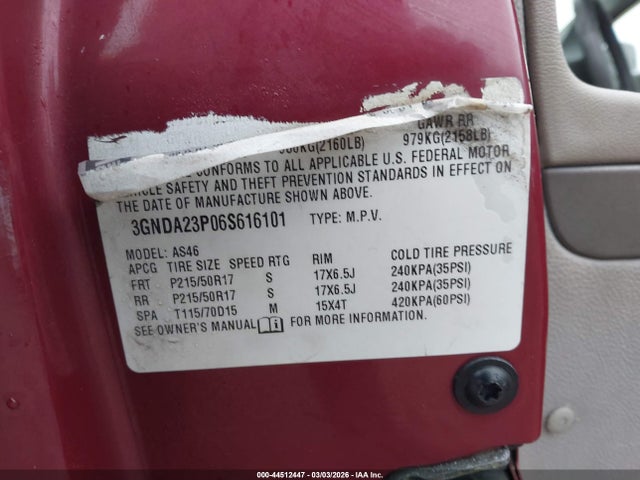 GAWR RR
980KG(2160LB) 979KG(2158LB)
CONFORMS TO ALL APPLICABLE U.S. FEDERAL MOTOR
VEHICLE SAFETY AND THEFT PREVENTION STANDARDS IN EFFECT ON
THE DATE OF MANUFACTURE SHOWN ABOVE.
3GNDA23P06S616101 TYPE: M.P.V.
MODEL: AS46
APCG TIRE SIZE SPEED RTG RIM COLD TIRE PRESSURE
FRT P215/50R17 S 17X6.5J 240KPA(35PSI)
RR P215/50R17 S 17X6.5J 240KPA(35PSI)
SPA T115/70D15 M 15X4T 420KPA(60PSI)
SEE OWNER'S MANUAL FOR MORE INFORMATION.
000-44512447 | 03/03/2026 | IAA, Inc.